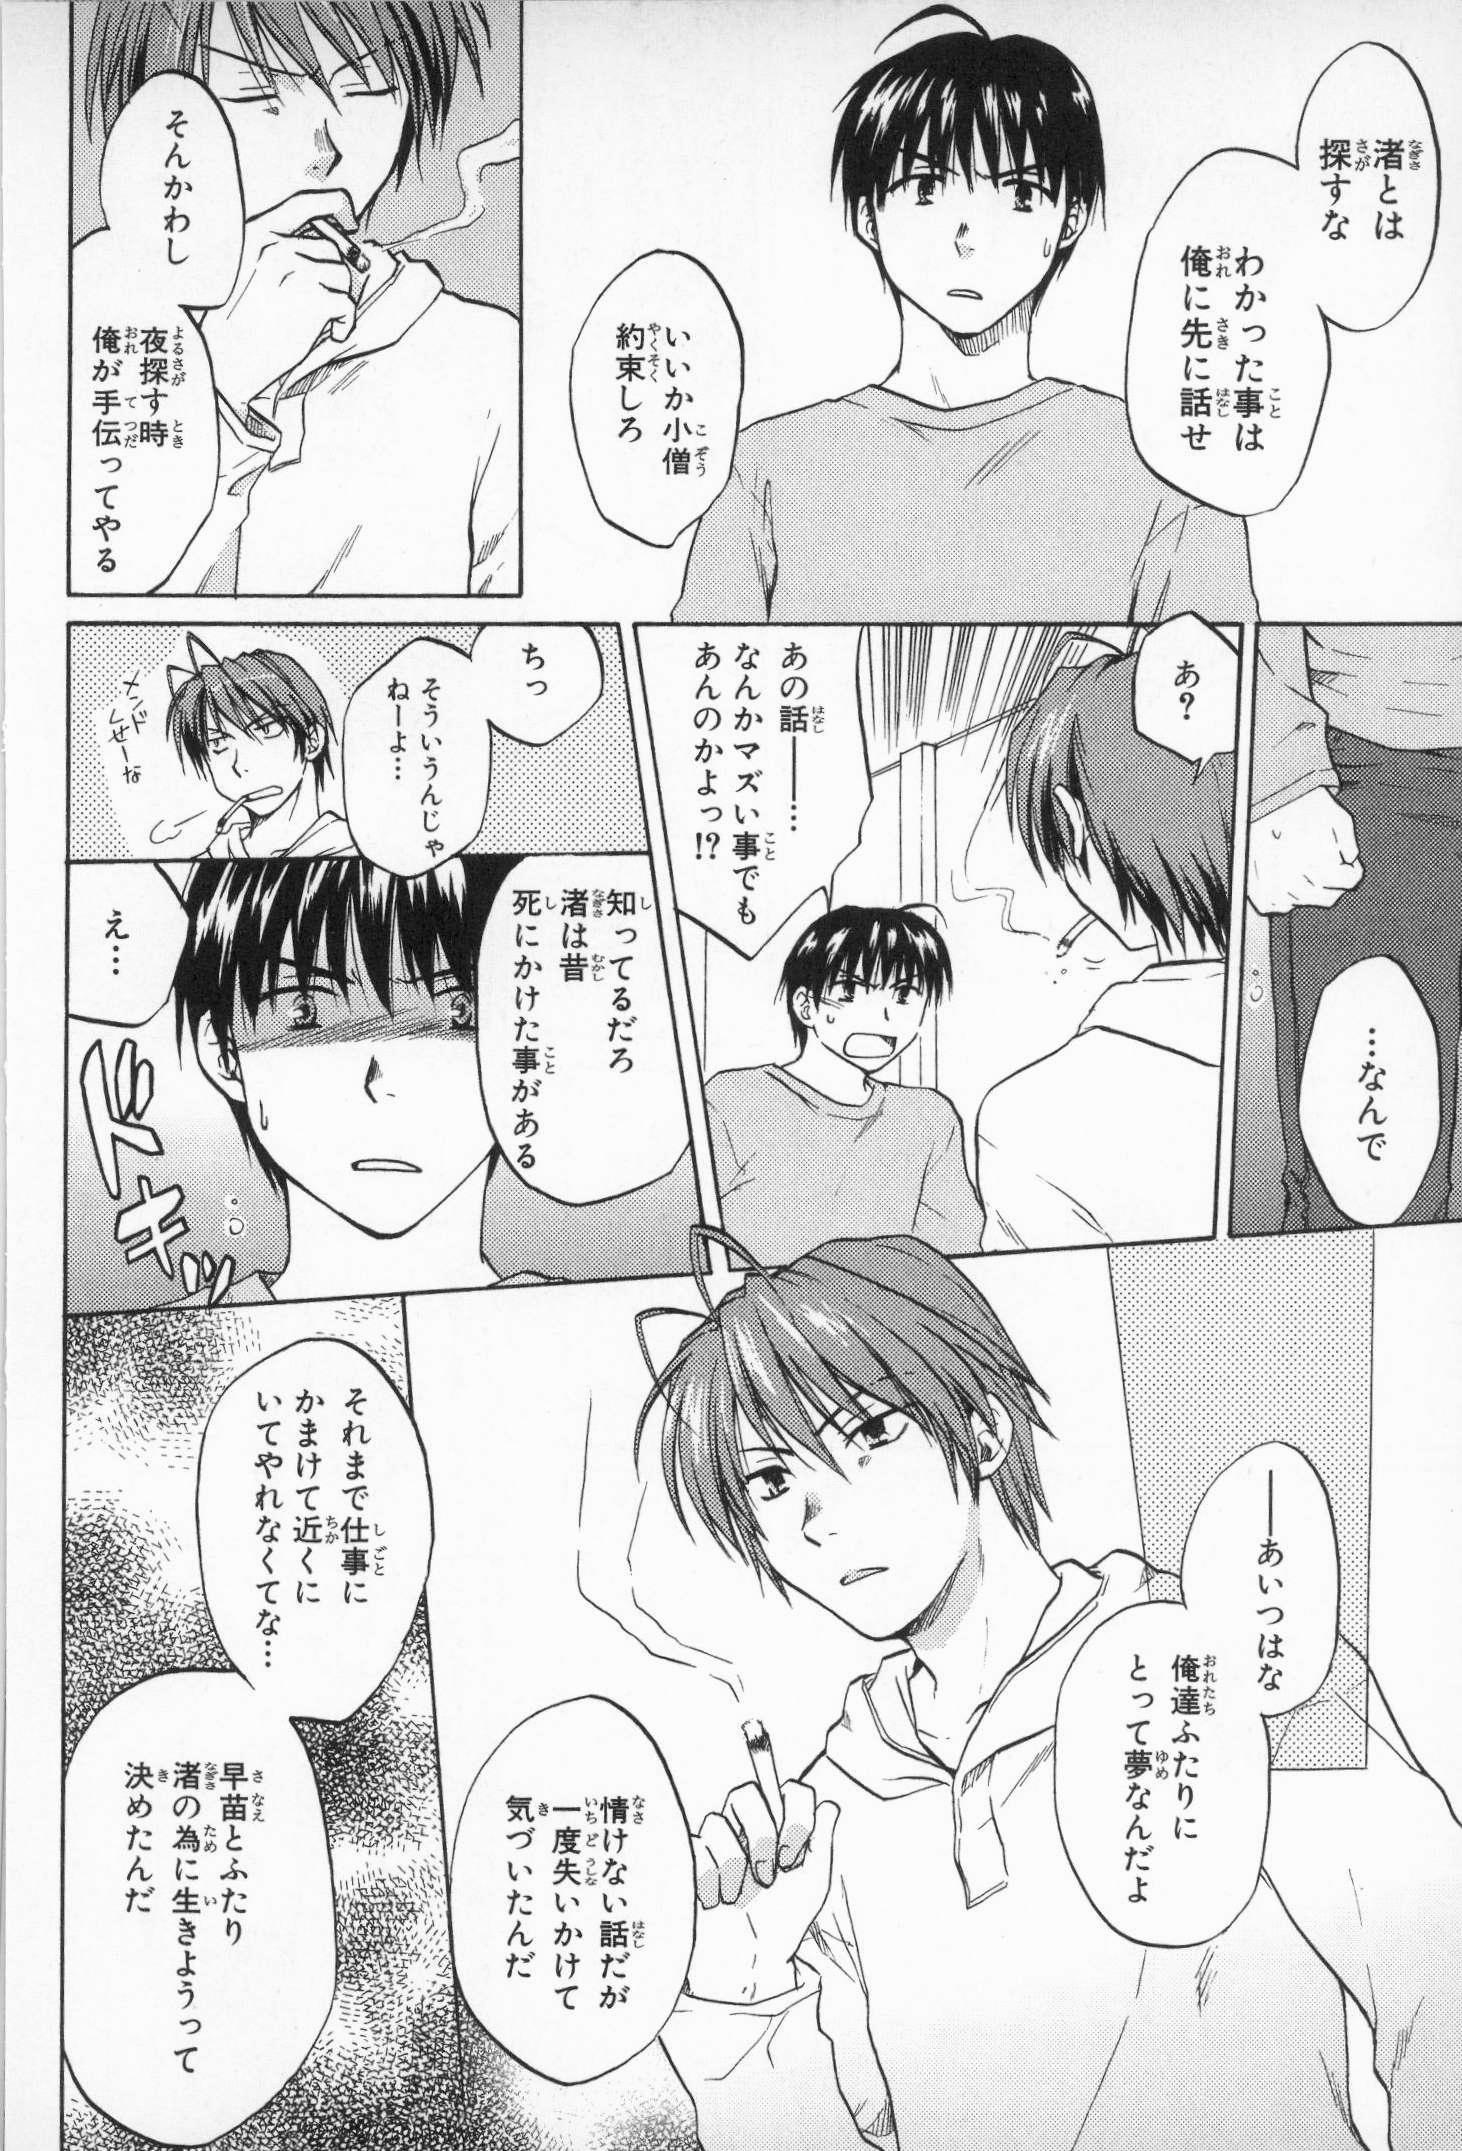 渚とは
探すな
わかった事は
俺に先に話せ
いいか小僧
約束しろ
そんかわし
夜探す時
俺が手伝ってやる
…なんで
あ?
あの話――…
なんかマズい事でも
あんのかよっ!?
ちっ
そういうんじゃ
ねーよ…
メンド
くせーな
知ってるだろ
渚は昔
死にかけた事がある
え…
ドキッ
――あいつはな
俺達ふたりに
とって夢なんだよ
情けない話だが
一度失いかけて
気づいたんだ
それまで仕事に
かまけて近くに
いてやれなくてな…
早苗とふたり
渚の為に生きようって
決めたんだ